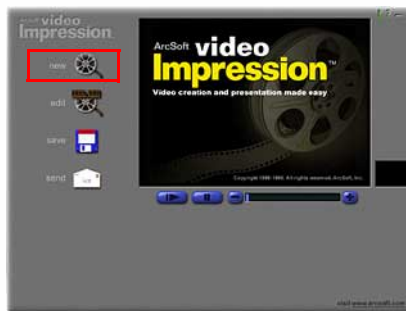 ArcSoft video
Impression
new
edit
save
send
ArcSoft video
Impression™
Video creation and presentation made easy
visit www.arcsoft.com